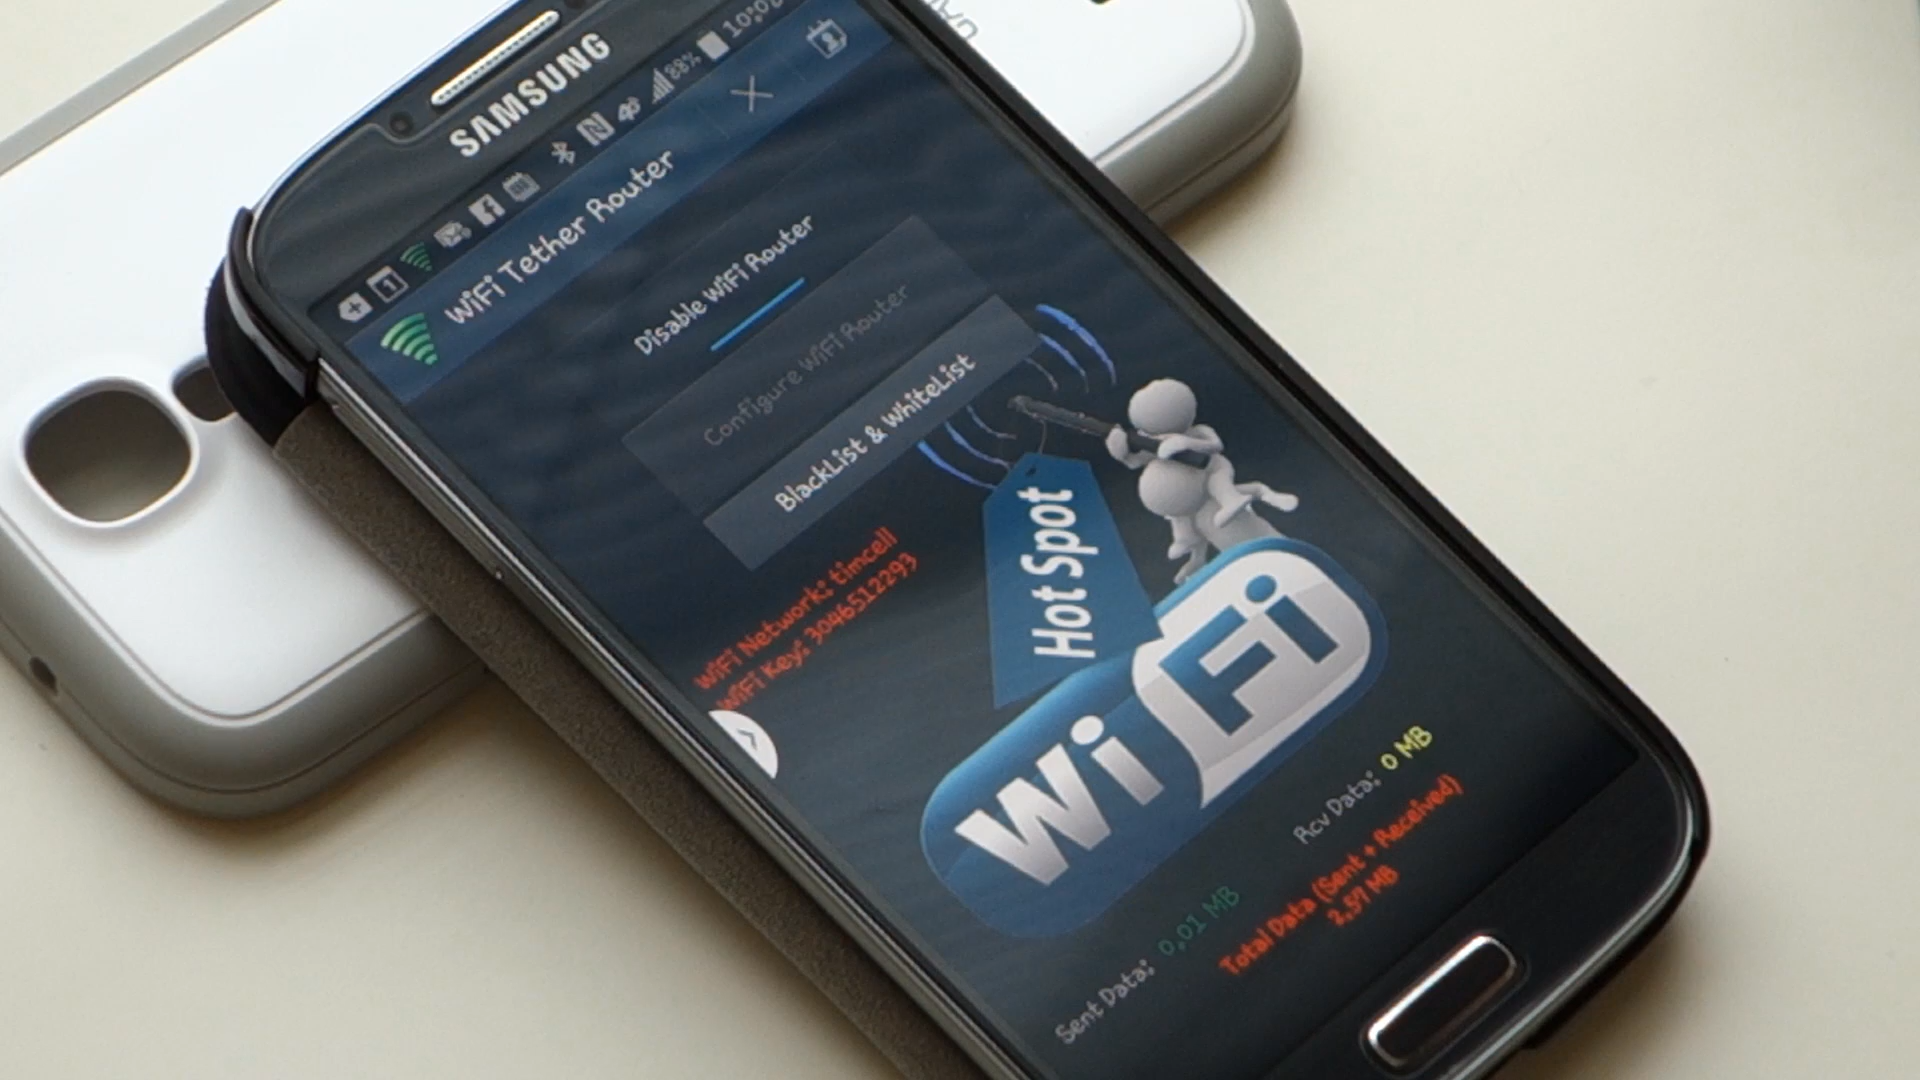 SAMSUNG
1
88%
WiFi Tether Router
Disable WiFi Router
Configure WiFi Router
BlackList & WhiteList
WiFi Network: timcell
WiFi Key: 3046512293
Hot Spot
Wi Fi
Sent Data: 0,01 MB
Rcv Data: 0 MB
Total Data (Sent + Received)
2,57 MB